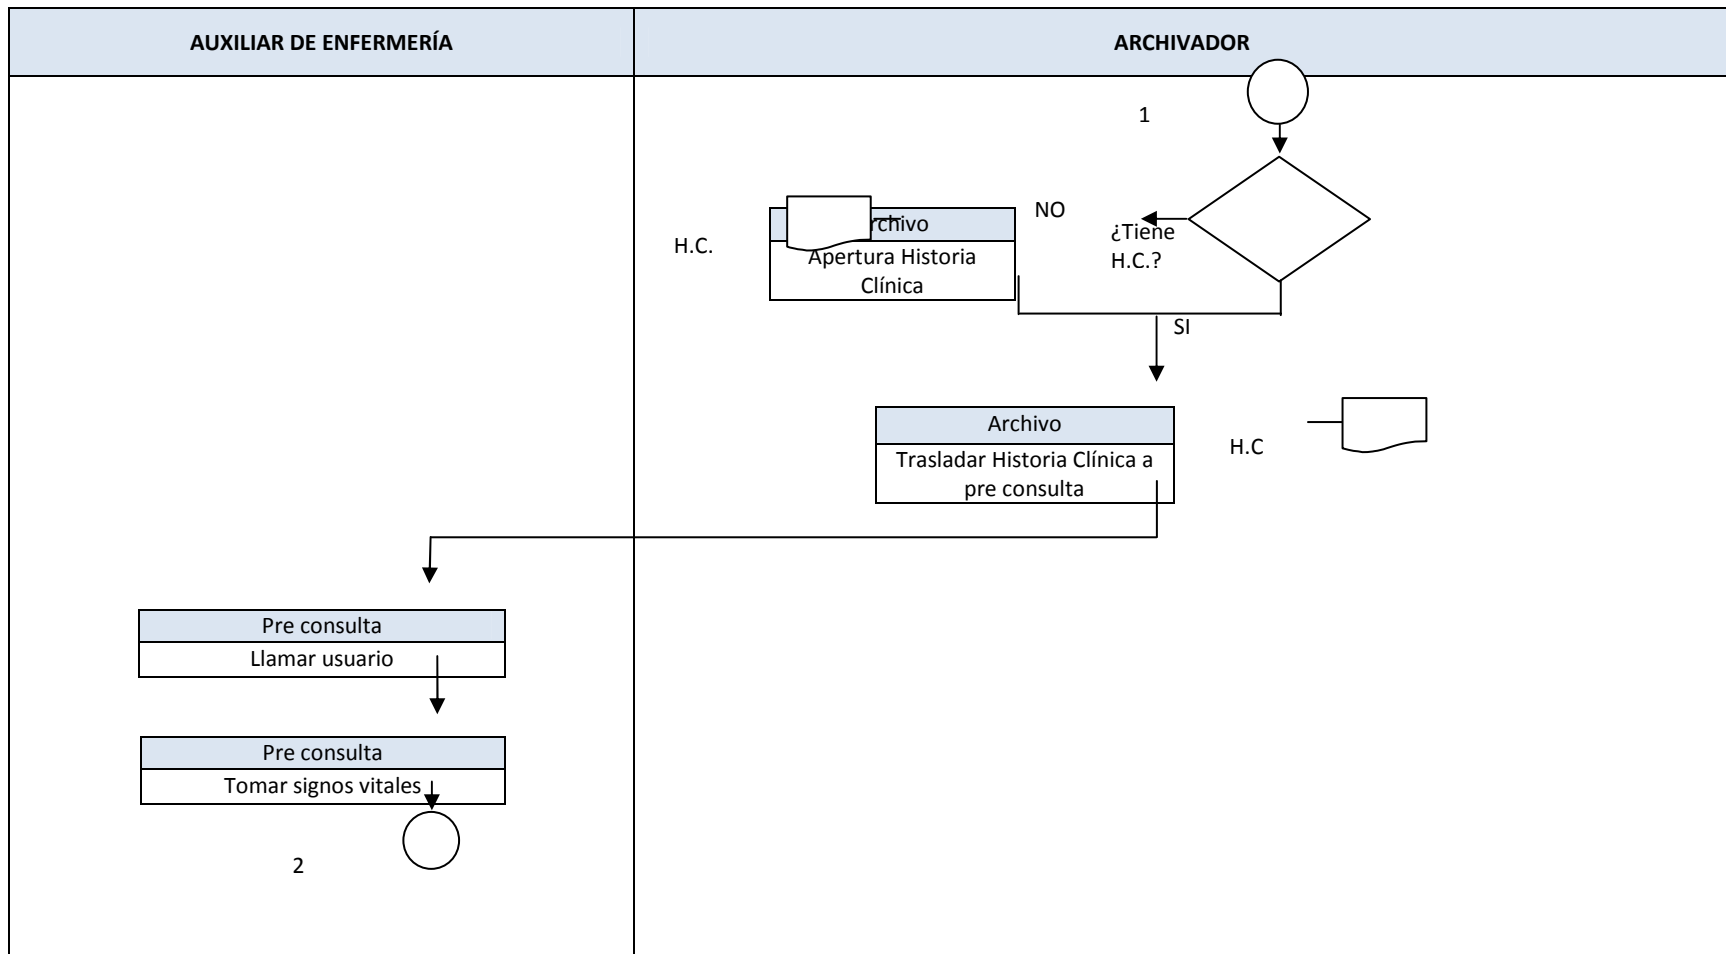 AUXILIAR DE ENFERMERÍA
ARCHIVADOR
1
NO
¿Tiene
H.C.?
H.C.
rchivo
Apertura Historia
Clínica
SI
Archivo
Trasladar Historia Clínica a
pre consulta
H.C
Pre consulta
Llamar usuario
Pre consulta
Tomar signos vitales
2